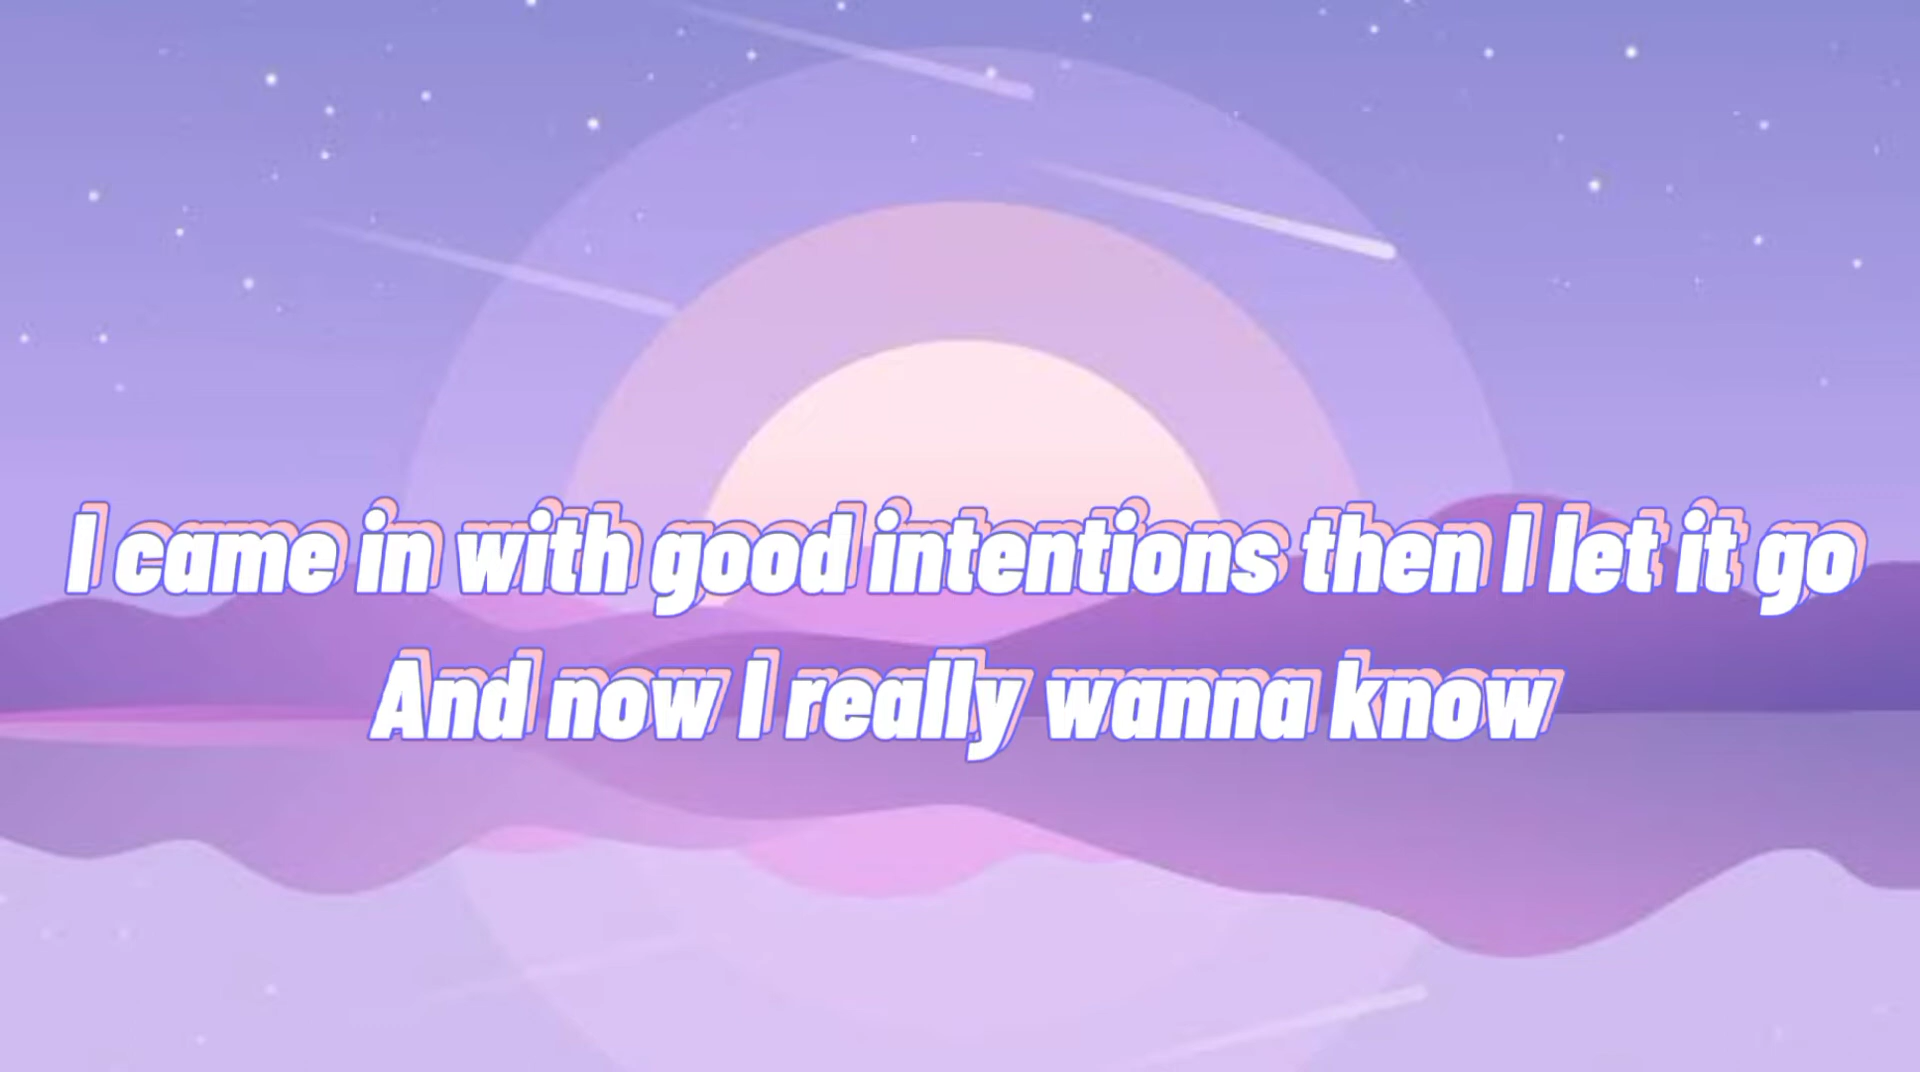 I came in with good intentions then I let it go
And now I really wanna know